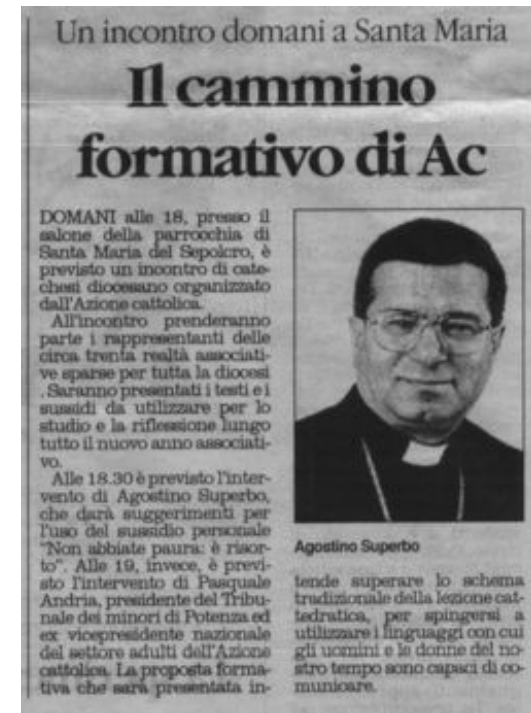 Un incontro domani a Santa Maria
Il cammino
formativo di Ac
DOMANI alle 18, presso il
salone della parrocchia di
Santa Maria del Sepolcro, è
previsto un incontro di cate-
chesi diocesano organizzato
dall'Azione cattolica.
All'incontro prenderanno
parte i rappresentanti delle
circa trenta realtà associati-
ve sparse per tutta la diocesi
. Saranno presentati i testi e i
sussidi da utilizzare per lo
studio e la riflessione lungo
tutto il nuovo anno associati-
vo.
Alle 18.30 è previsto l'inter-
vento di Agostino Superbo,
che darà suggerimenti per
l'uso del sussidio personale
"Non abbiate paura: è risor-
to". Alle 19, invece, è previ-
sto l'intervento di Pasquale
Andria, presidente del Tribu-
nale dei minori di Potenza ed
ex vicepresidente nazionale
del settore adulti dell'Azione
cattolica. La proposta forma-
tiva che sarà presentata in-
Agostino Superbo
tende superare lo schema
tradizionale della lezione cat-
tedratica, per spingersi a
utilizzare i linguaggi con cui
gli uomini e le donne del no-
stro tempo sono capaci di co-
municare.